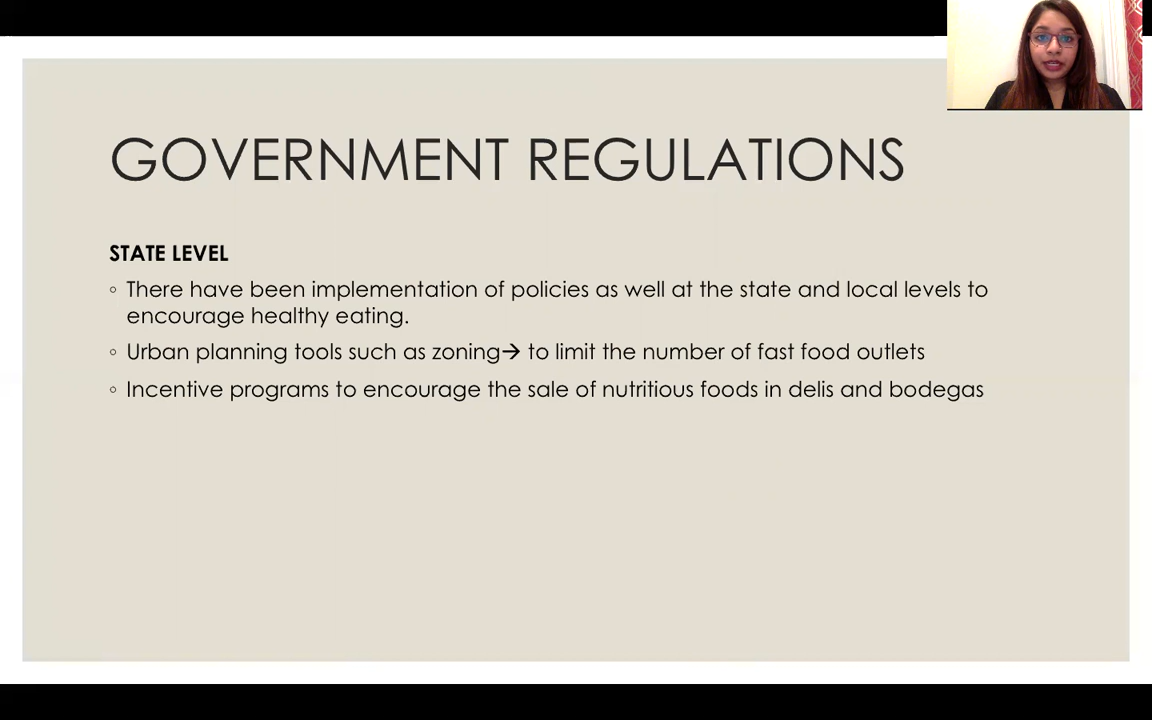 GOVERNMENT REGULATIONS
STATE LEVEL
◦ There have been implementation of policies as well at the state and local levels to
encourage healthy eating.
◦ Urban planning tools such as zoning→ to limit the number of fast food outlets
◦ Incentive programs to encourage the sale of nutritious foods in delis and bodegas